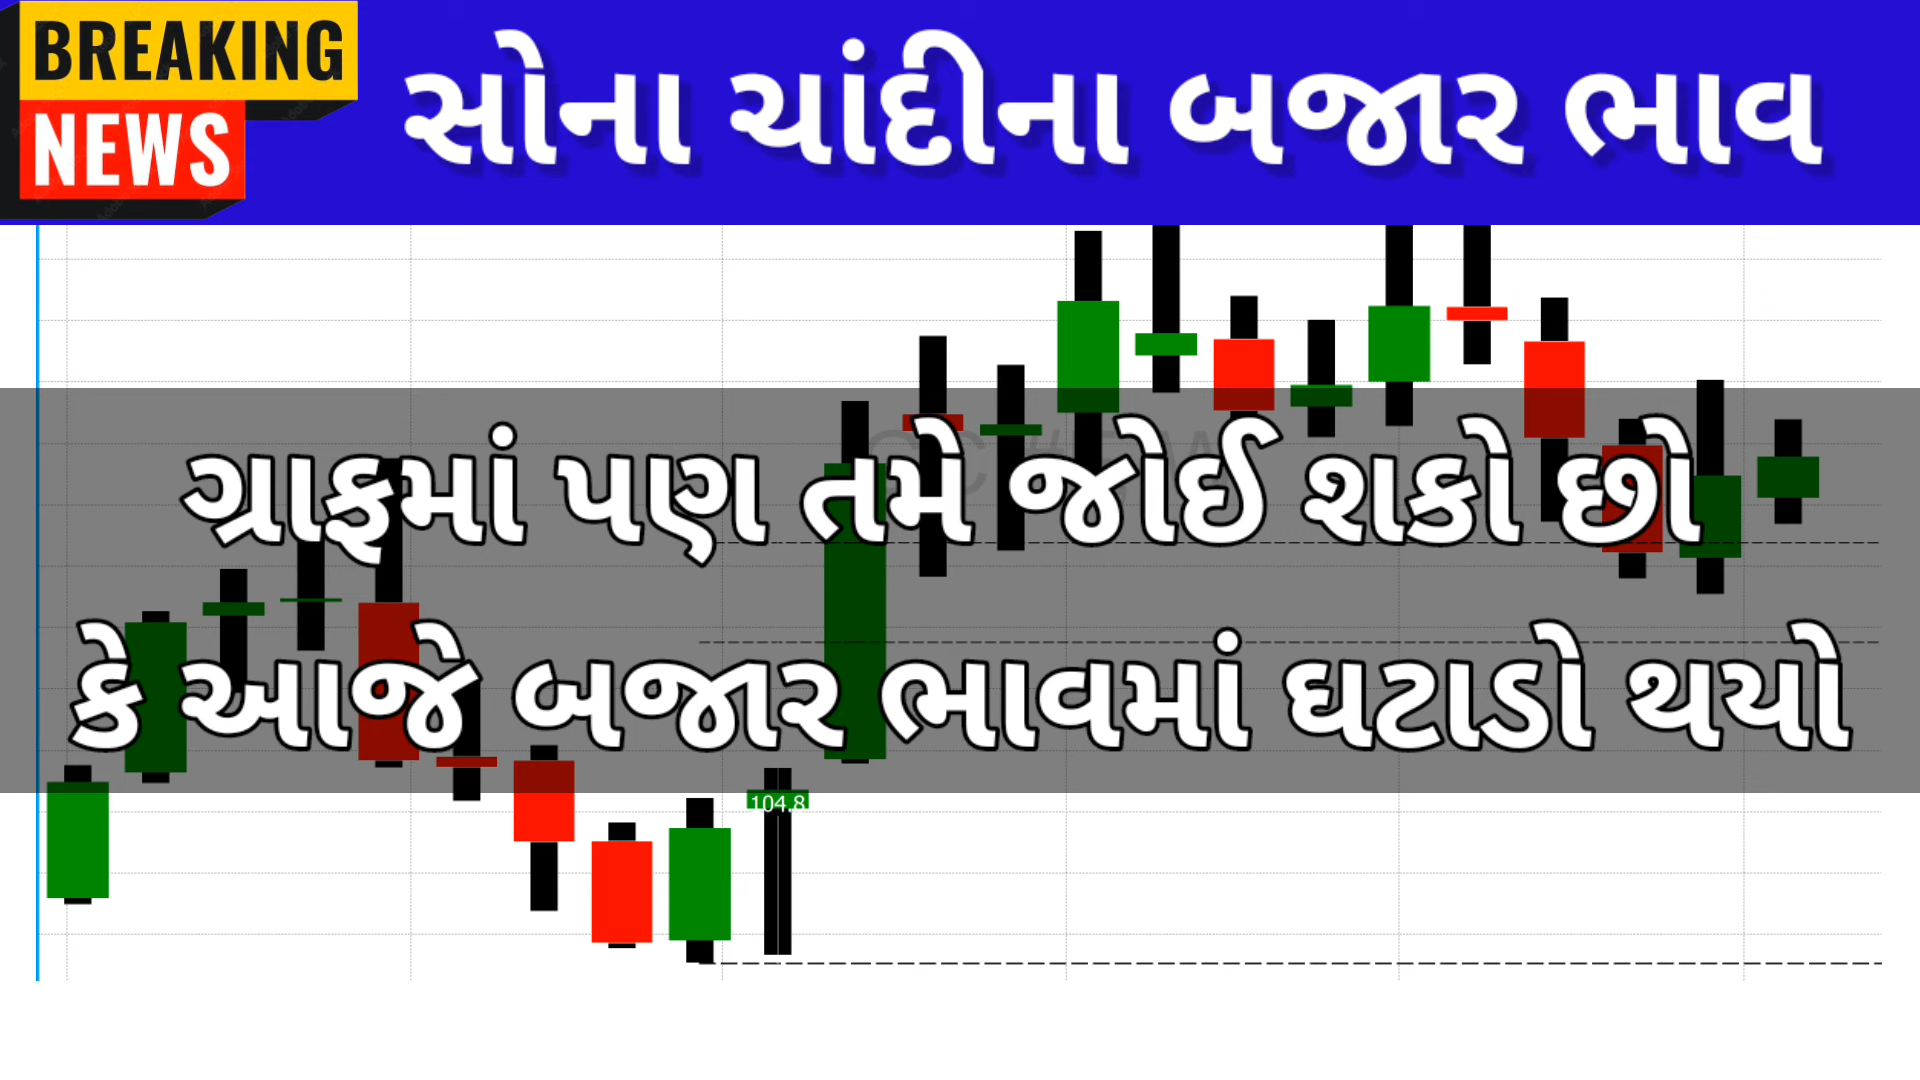 BREAKING
NEWS
સોના ચાંદીના બજાર ભાવ
ગ્રાફમાં પણ તમે જોઈ શકો છો
કે આજે બજાર ભાવમાં ઘટાડો થયો
104.8